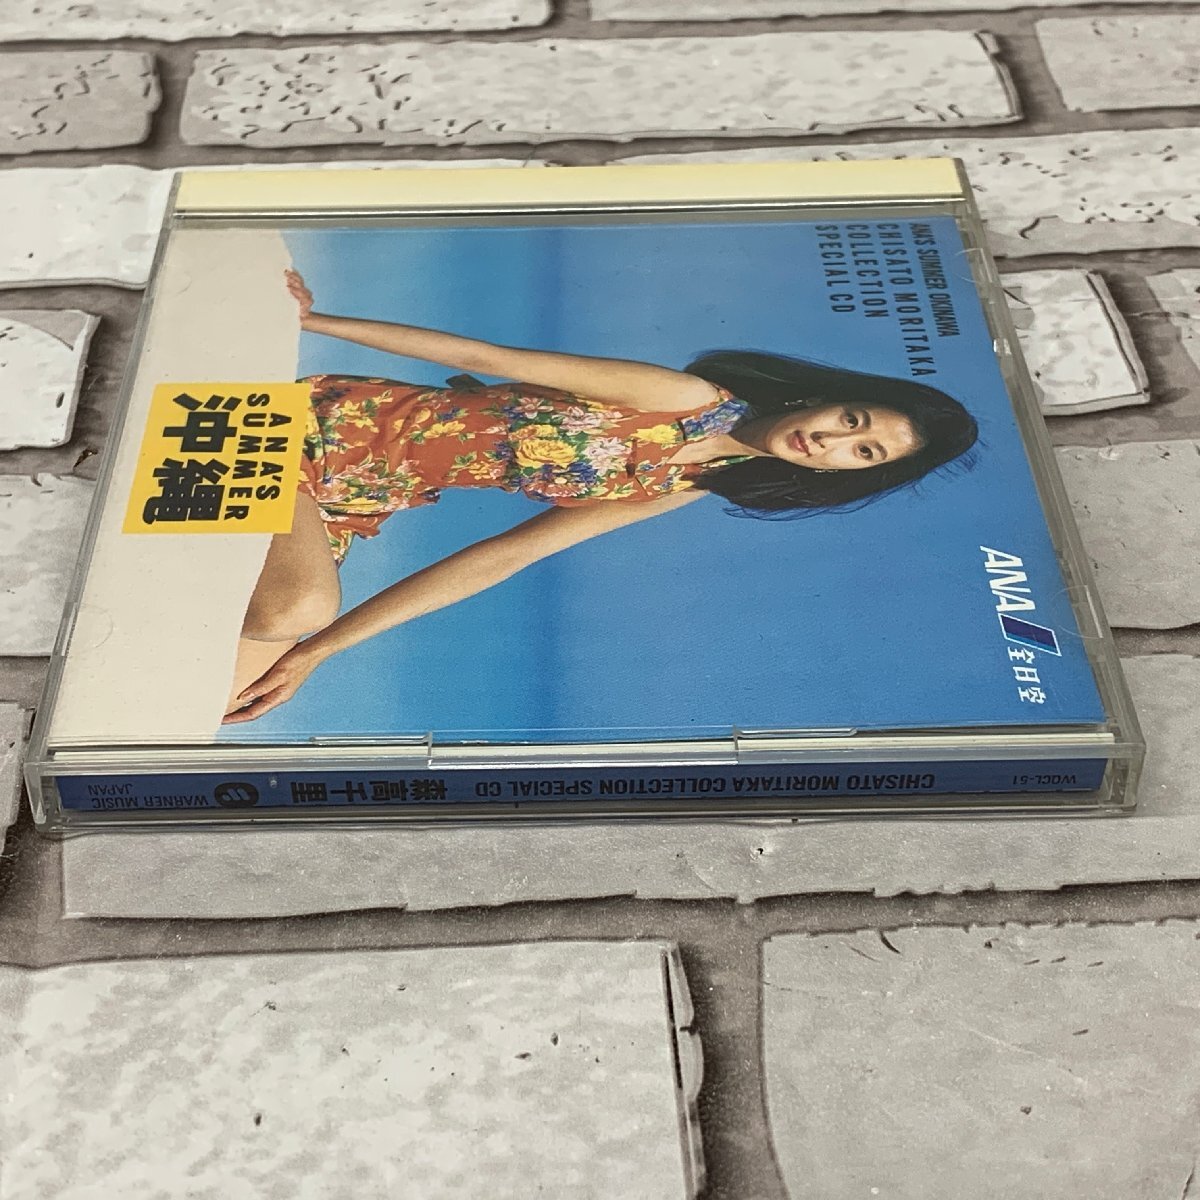 ANA'S SUMMER OKINAWA
CHISATO MORITAKA
COLLECTION
SPECIAL CD
ANA 全日空
ANA'S
SUMMER
沖縄
WQCL-51
CHISATO MORITAKA COLLECTION SPECIAL CD 森高千里
WARNER MUSIC
JAPAN